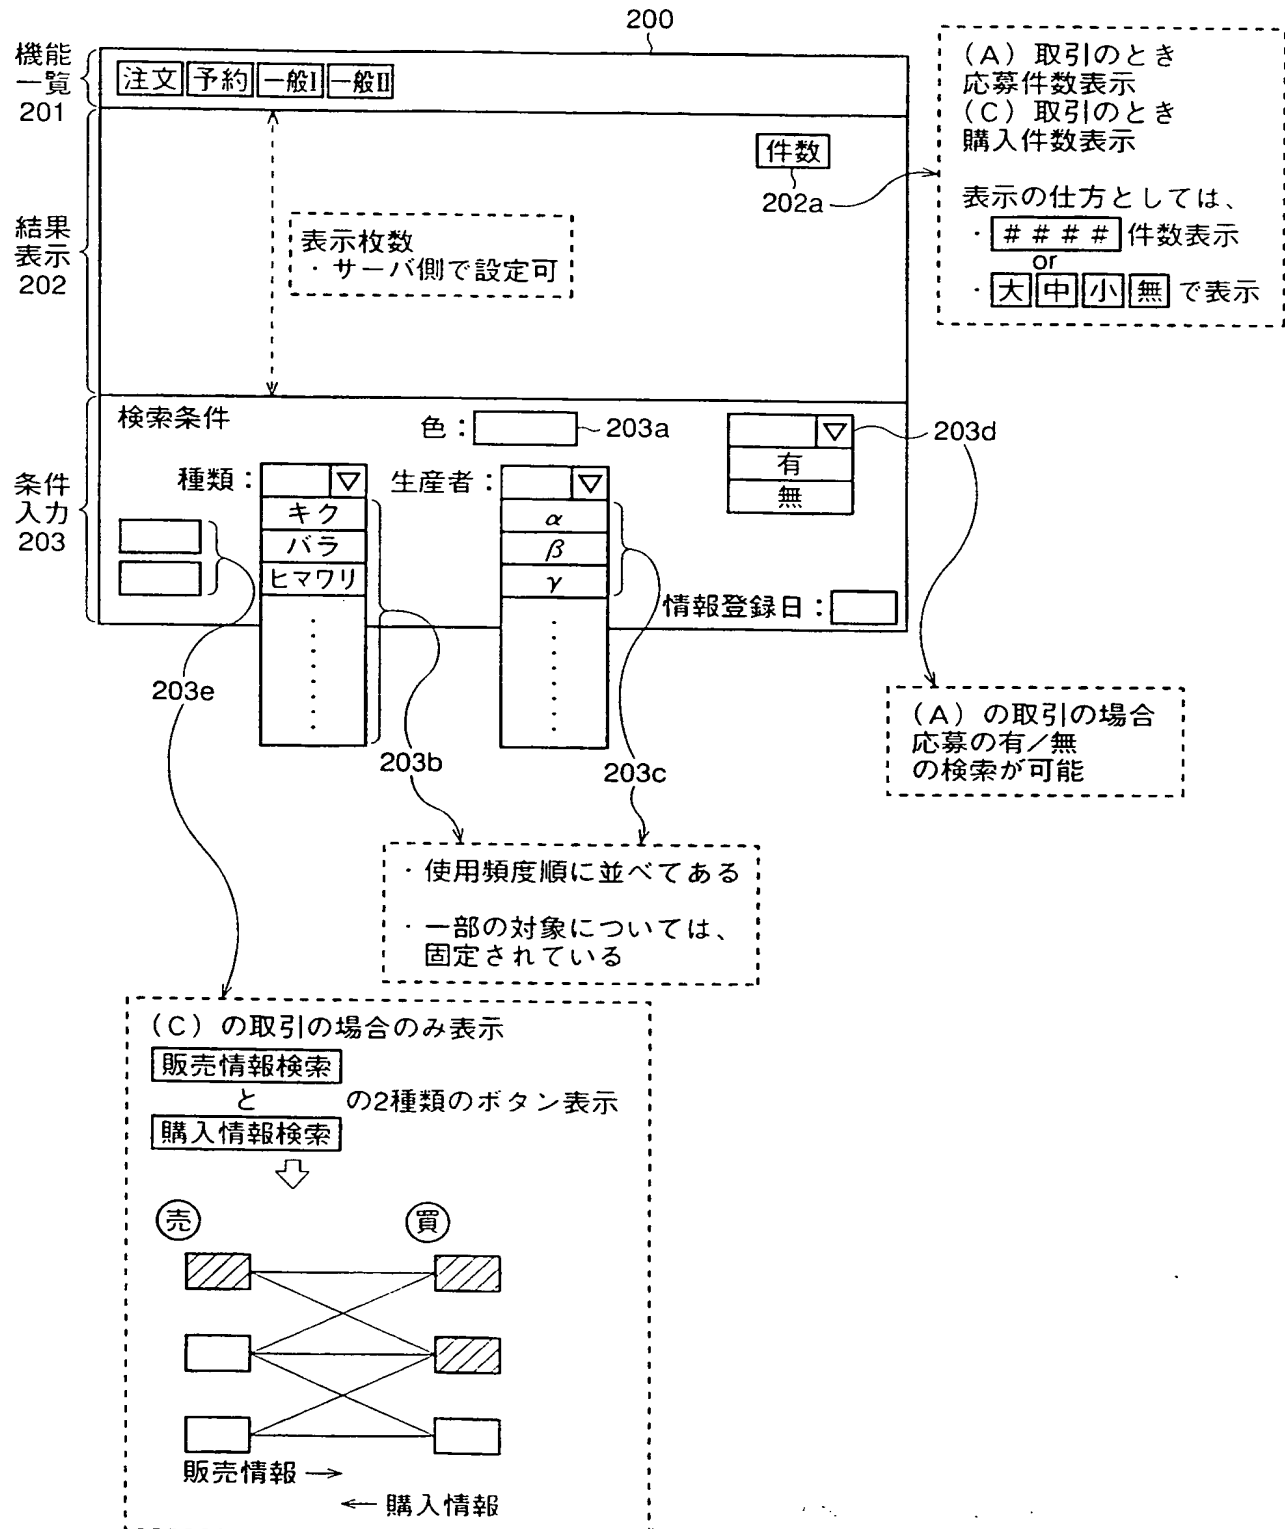 200
機能
一覧
201
注文 予約 一般I 一般II
件数
202a
(A)取引のとき
応募件数表示
(C)取引のとき
購入件数表示
表示の仕方としては、
・####件数表示
or
・大 中 小 無 で表示
結果
表示
202
表示枚数
・サーバ側で設定可
条件
入力
203
検索条件
色:
203a
▽
有
無
203d
種類: ▽
キク
バラ
ヒマワリ
生産者: ▽
α
β
γ
情報登録日:
203e
203b
203c
(A)の取引の場合
応募の有/無
の検索が可能
・使用頻度順に並べてある
・一部の対象については、
固定されている
(C)の取引の場合のみ表示
販売情報検索
と の2種類のボタン表示
購入情報検索
売 買
販売情報→
←購入情報